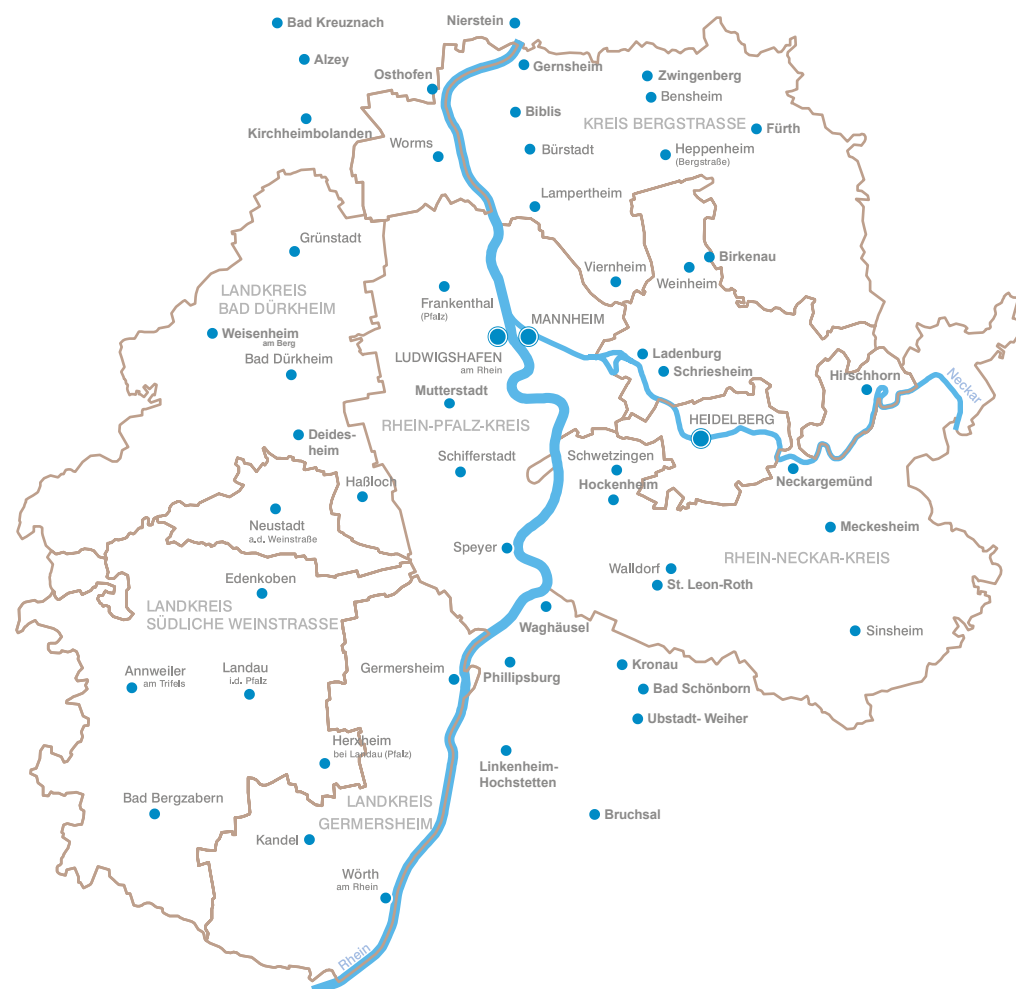 Bad Kreuznach
Nierstein
Alzey
Gernsheim
Osthofen
Zwingenberg
Bensheim
Biblis
KREIS BERGSTRASSE
Fürth
Kirchheimbolanden
Worms
Bürstadt
Heppenheim
(Bergstraße)
Lampertheim
Grünstadt
Birkenau
Viernheim
Weinheim
LANDKREIS
BAD DÜRKHEIM
Frankenthal
(Pfalz)
MANNHEIM
Weisenheim
am Berg
LUDWIGSHAFEN
am Rhein
Bad Dürkheim
Ladenburg
Schriesheim
Hirschhorn
Neckar
Mutterstadt
RHEIN-PFALZ-KREIS
HEIDELBERG
Deides-
heim
Schifferstadt
Schwetzingen
Hockenheim
Neckargemünd
Haßloch
Neustadt
a.d. Weinstraße
Meckesheim
Speyer
RHEIN-NECKAR-KREIS
Walldorf
St. Leon-Roth
Edenkoben
LANDKREIS
SÜDLICHE WEINSTRASSE
Waghäusel
Sinsheim
Annweiler
am Trifels
Landau
i.d. Pfalz
Germersheim
Phillipsburg
Kronau
Bad Schönborn
Ubstadt- Weiher
Herxheim
bei Landau (Pfalz)
Linkenheim-
Hochstetten
Bad Bergzabern
LANDKREIS
GERMERSHEIM
Bruchsal
Kandel
Wörth
am Rhein
Rhein